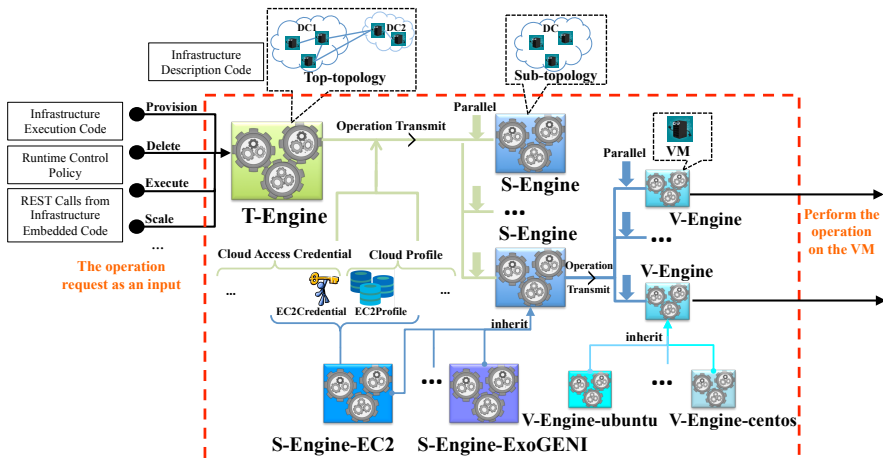 Infrastructure
Description Code
DC1
DC2
Top-topology
DC
Sub-topology
Infrastructure
Execution Code
Runtime Control
Policy
REST Calls from
Infrastructure
Embedded Code
Provision
Delete
Execute
Scale
...
The operation
request as an input
T-Engine
Operation Transmit
Parallel
S-Engine
...
S-Engine
Operation
Transmit
Parallel
VM
V-Engine
...
V-Engine
Perform the
operation
on the VM
Cloud Access Credential
Cloud Profile
...
EC2Credential
EC2Profile
...
inherit
inherit
S-Engine-EC2
...
S-Engine-ExoGENI
V-Engine-ubuntu
...
V-Engine-centos